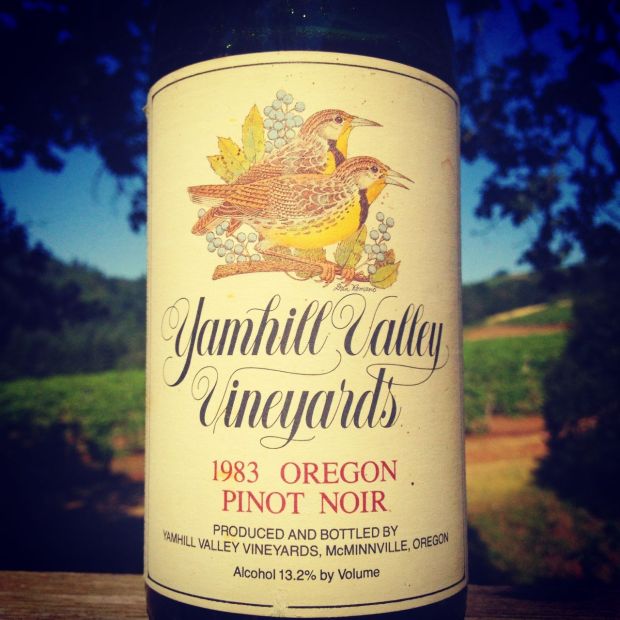 Yamhill Valley
Vineyards
1983 OREGON
PINOT NOIR
PRODUCED AND BOTTLED BY
YAMHILL VALLEY VINEYARDS, McMINNVILLE, OREGON
Alcohol 13.2% by Volume